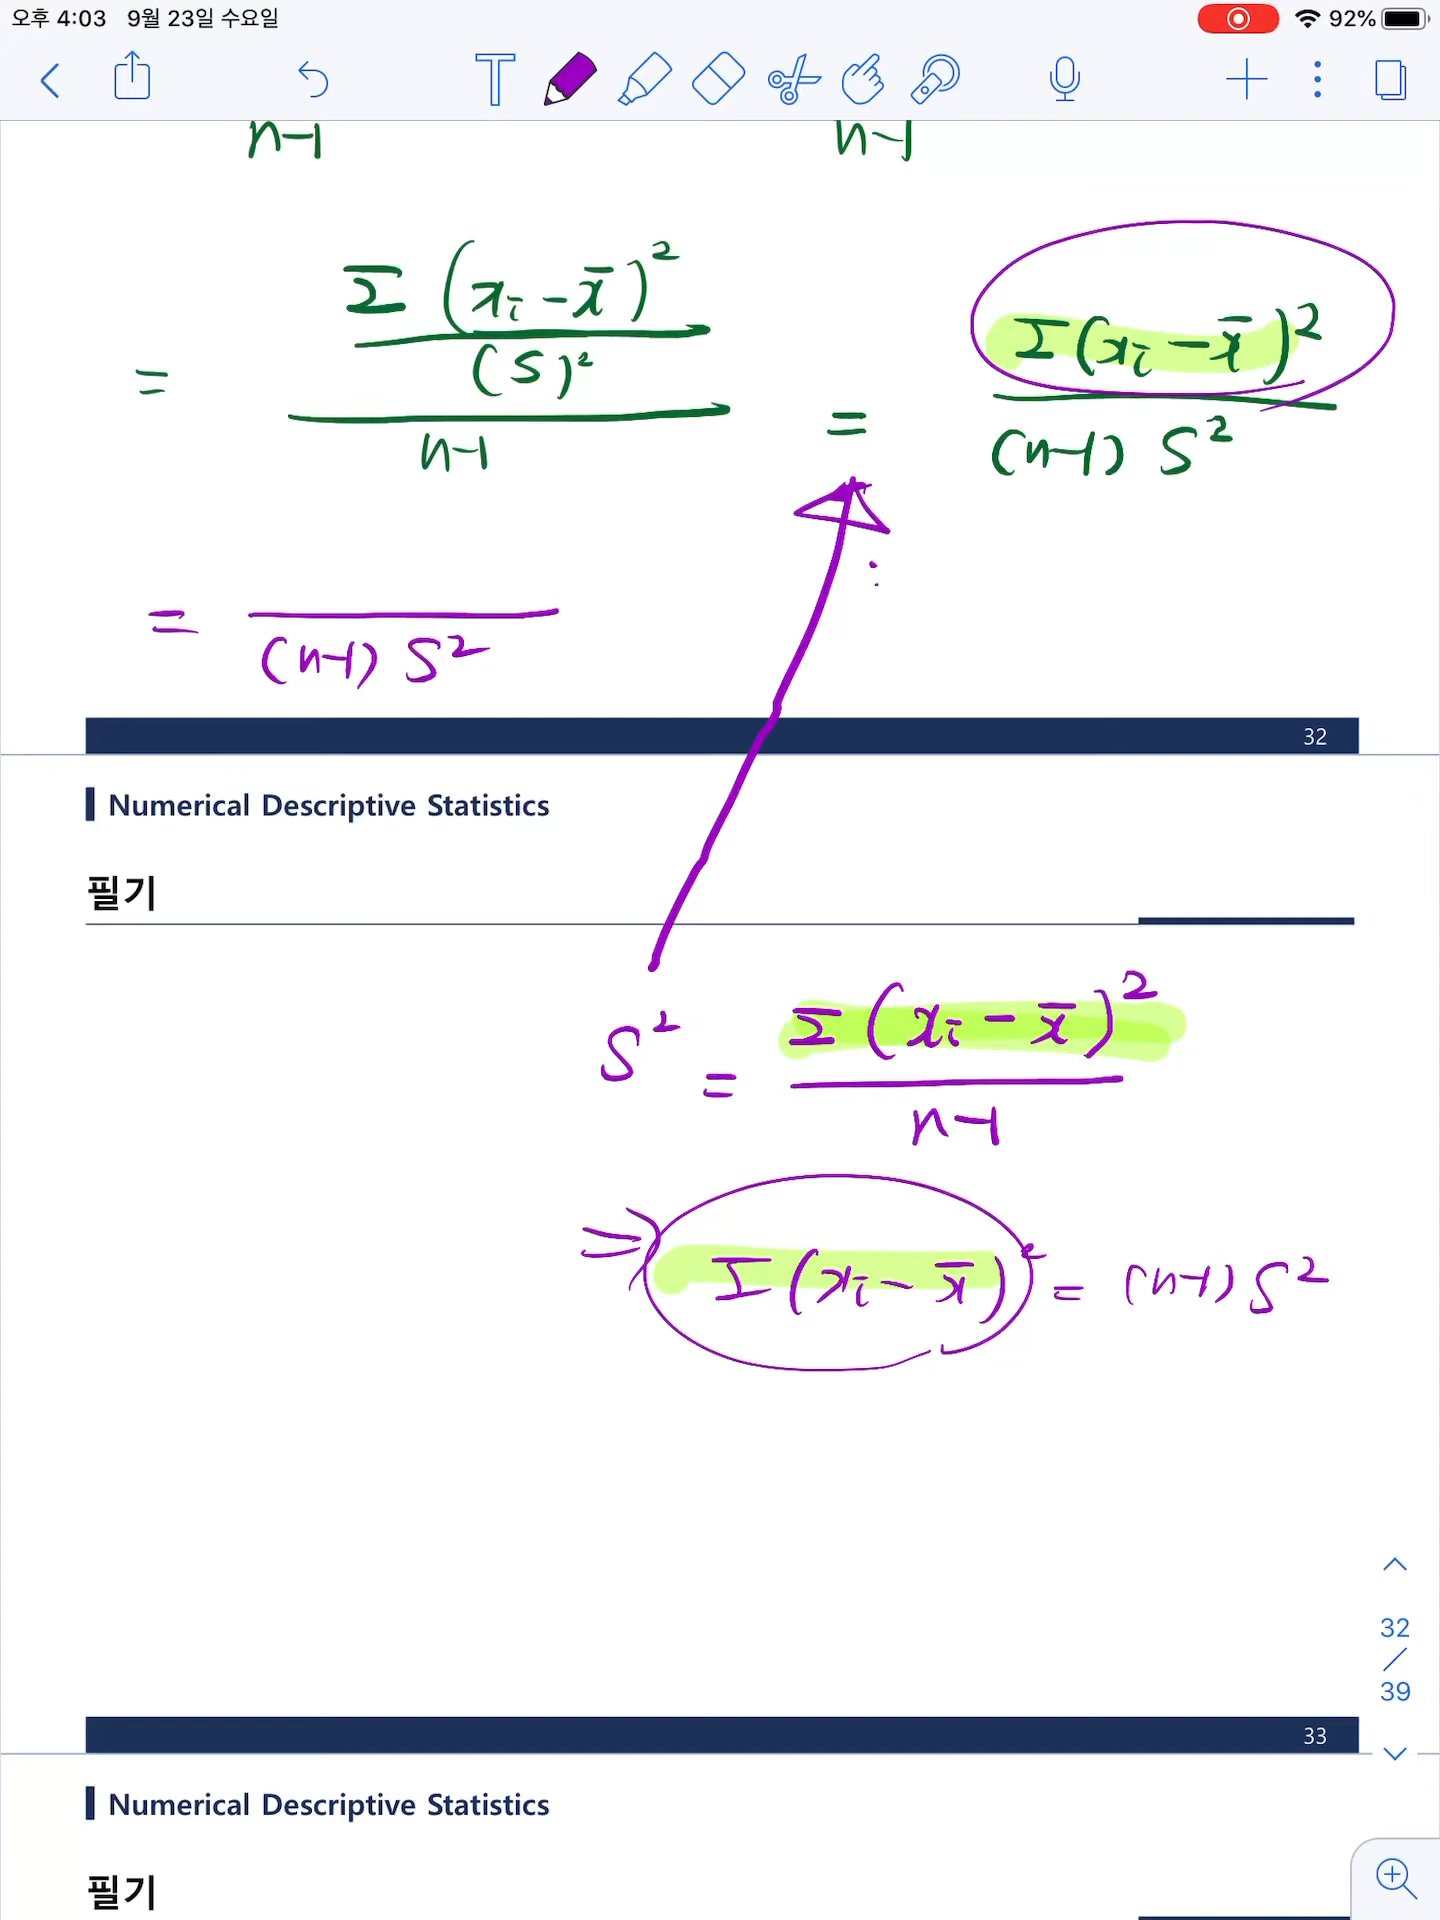 오후 4:03 9월 23일 수요일 92%
n-1 n-1
= Σ(xᵢ-x̄)² / (S)² / n-1 = Σ(xᵢ-x̄)² / (n-1) S²
= / (n-1) S²
32
Numerical Descriptive Statistics
필기
S² = Σ(xᵢ-x̄)² / n-1
⇒ Σ(xᵢ-x̄)² = (n-1) S²
32
/
39
33
Numerical Descriptive Statistics
필기